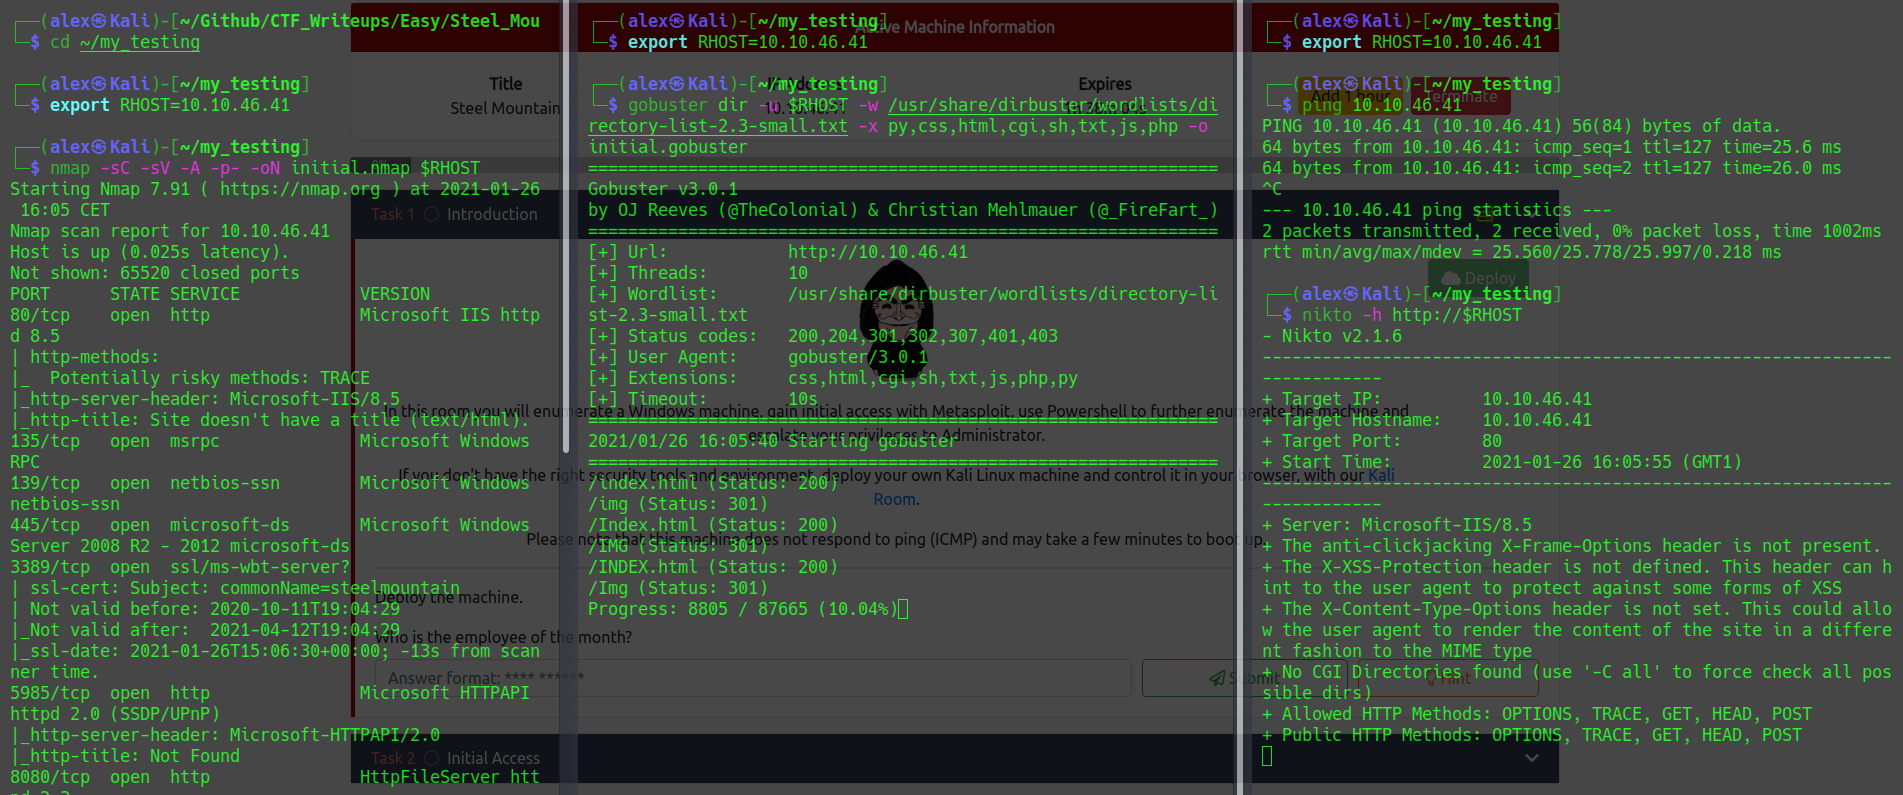 ┌──(alex㉿Kali)-[~/Github/CTF_Writeups/Easy/Steel_Mou
└─$ cd ~/my_testing
┌──(alex㉿Kali)-[~/my_testing]
└─$ export RHOST=10.10.46.41
┌──(alex㉿Kali)-[~/my_testing]
└─$ nmap -sC -sV -A -p- -oN initial.nmap $RHOST
Starting Nmap 7.91 ( https://nmap.org ) at 2021-01-26
16:05 CET
Nmap scan report for 10.10.46.41
Host is up (0.025s latency).
Not shown: 65520 closed ports
PORT      STATE SERVICE            VERSION
80/tcp    open  http               Microsoft IIS http
d 8.5
| http-methods:
|_  Potentially risky methods: TRACE
|_http-server-header: Microsoft-IIS/8.5
|_http-title: Site doesn't have a title (text/html).
135/tcp   open  msrpc              Microsoft Windows
RPC
139/tcp   open  netbios-ssn        Microsoft Windows
netbios-ssn
445/tcp   open  microsoft-ds       Microsoft Windows
Server 2008 R2 - 2012 microsoft-ds
3389/tcp  open  ssl/ms-wbt-server?
| ssl-cert: Subject: commonName=steelmountain
| Not valid before: 2020-10-11T19:04:29
|_Not valid after:  2021-04-12T19:04:29
|_ssl-date: 2021-01-26T15:06:30+00:00; -13s from scan
ner time.
5985/tcp  open  http               Microsoft HTTPAPI
httpd 2.0 (SSDP/UPnP)
|_http-server-header: Microsoft-HTTPAPI/2.0
|_http-title: Not Found
8080/tcp  open  http               HttpFileServer htt
┌──(alex㉿Kali)-[~/my_testing]
└─$ export RHOST=10.10.46.41
┌──(alex㉿Kali)-[~/my_testing]
└─$ gobuster dir -u $RHOST -w /usr/share/dirbuster/wordlists/di
rectory-list-2.3-small.txt -x py,css,html,cgi,sh,txt,js,php -o
initial.gobuster
===============================================================
Gobuster v3.0.1
by OJ Reeves (@TheColonial) & Christian Mehlmauer (@_FireFart_)
===============================================================
[+] Url:            http://10.10.46.41
[+] Threads:        10
[+] Wordlist:       /usr/share/dirbuster/wordlists/directory-li
st-2.3-small.txt
[+] Status codes:   200,204,301,302,307,401,403
[+] User Agent:     gobuster/3.0.1
[+] Extensions:     css,html,cgi,sh,txt,js,php,py
[+] Timeout:        10s
===============================================================
2021/01/26 16:05:40 Starting gobuster
===============================================================
/index.html (Status: 200)
/img (Status: 301)
/Index.html (Status: 200)
/IMG (Status: 301)
/INDEX.html (Status: 200)
/Img (Status: 301)
Progress: 8805 / 87665 (10.04%)
┌──(alex㉿Kali)-[~/my_testing]
└─$ export RHOST=10.10.46.41
┌──(alex㉿Kali)-[~/my_testing]
└─$ ping 10.10.46.41
PING 10.10.46.41 (10.10.46.41) 56(84) bytes of data.
64 bytes from 10.10.46.41: icmp_seq=1 ttl=127 time=25.6 ms
64 bytes from 10.10.46.41: icmp_seq=2 ttl=127 time=26.0 ms
^C
--- 10.10.46.41 ping statistics ---
2 packets transmitted, 2 received, 0% packet loss, time 1002ms
rtt min/avg/max/mdev = 25.560/25.778/25.997/0.218 ms
┌──(alex㉿Kali)-[~/my_testing]
└─$ nikto -h http://$RHOST
- Nikto v2.1.6
---------------------------------------------------------------
------------
+ Target IP:          10.10.46.41
+ Target Hostname:    10.10.46.41
+ Target Port:        80
+ Start Time:         2021-01-26 16:05:55 (GMT1)
---------------------------------------------------------------
------------
+ Server: Microsoft-IIS/8.5
+ The anti-clickjacking X-Frame-Options header is not present.
+ The X-XSS-Protection header is not defined. This header can h
int to the user agent to protect against some forms of XSS
+ The X-Content-Type-Options header is not set. This could allo
w the user agent to render the content of the site in a differe
nt fashion to the MIME type
+ No CGI Directories found (use '-C all' to force check all pos
sible dirs)
+ Allowed HTTP Methods: OPTIONS, TRACE, GET, HEAD, POST
+ Public HTTP Methods: OPTIONS, TRACE, GET, HEAD, POST
Active Machine Information
Title
Expires
Steel Mountain
Add 1 hour
Terminate
Task 1 Introduction
Deploy
In this room you will enumerate a Windows machine, gain initial access with Metasploit, use Powershell to further enumerate the machine and
escalate your privileges to Administrator.
If you don't have the right security tools and environment, deploy your own Kali Linux machine and control it in your browser, with our Kali
Room.
Please note that this machine does not respond to ping (ICMP) and may take a few minutes to boot up.
Deploy the machine.
Who is the employee of the month?
Answer format: **** ******
Submit
Hint
Task 2 Initial Access